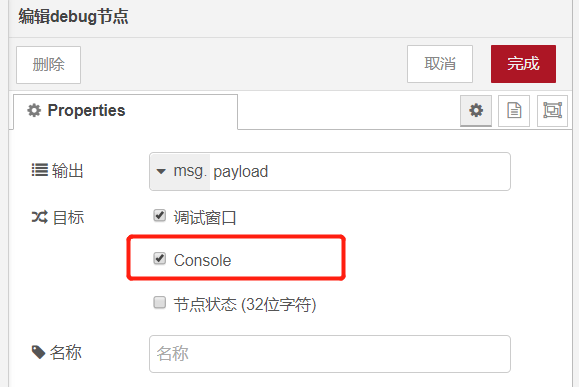 编辑debug节点
删除
取消
完成
Properties
输出
msg. payload
目标
调试窗口
Console
节点状态 (32位字符)
名称
名称